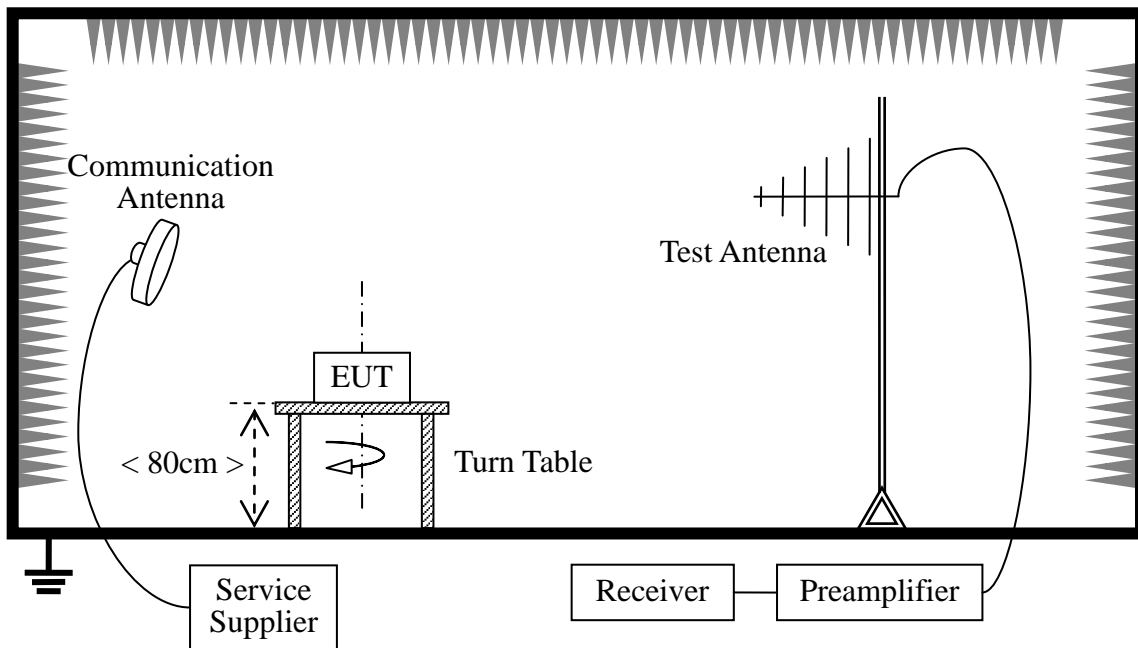 Communication
Antenna
Test Antenna
EUT
< 80cm >
Turn Table
Service
Supplier
Receiver
Preamplifier